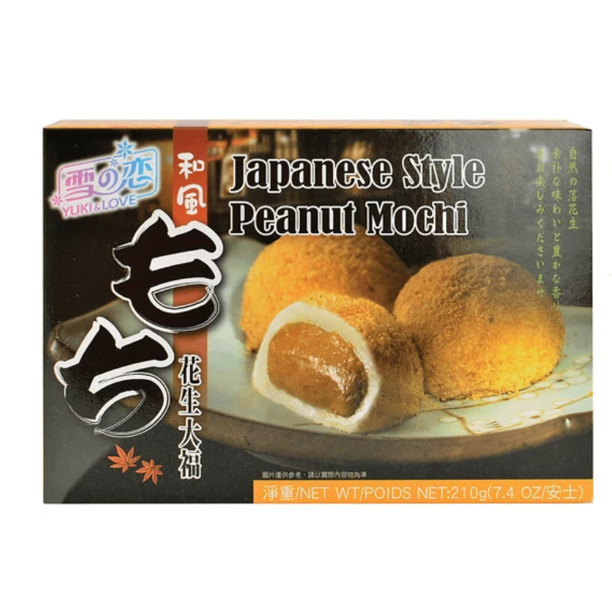 雪の恋
YUKI&LOVE
和風
もち
花生大福
Japanese Style
Peanut Mochi
自然の落花生
素朴な味わいと豊かな香り
お楽しみくださいませ
圖片僅供參考，請以實際內容物為準
淨重/NET WT/POIDS NET:210g(7.4 OZ/安士)